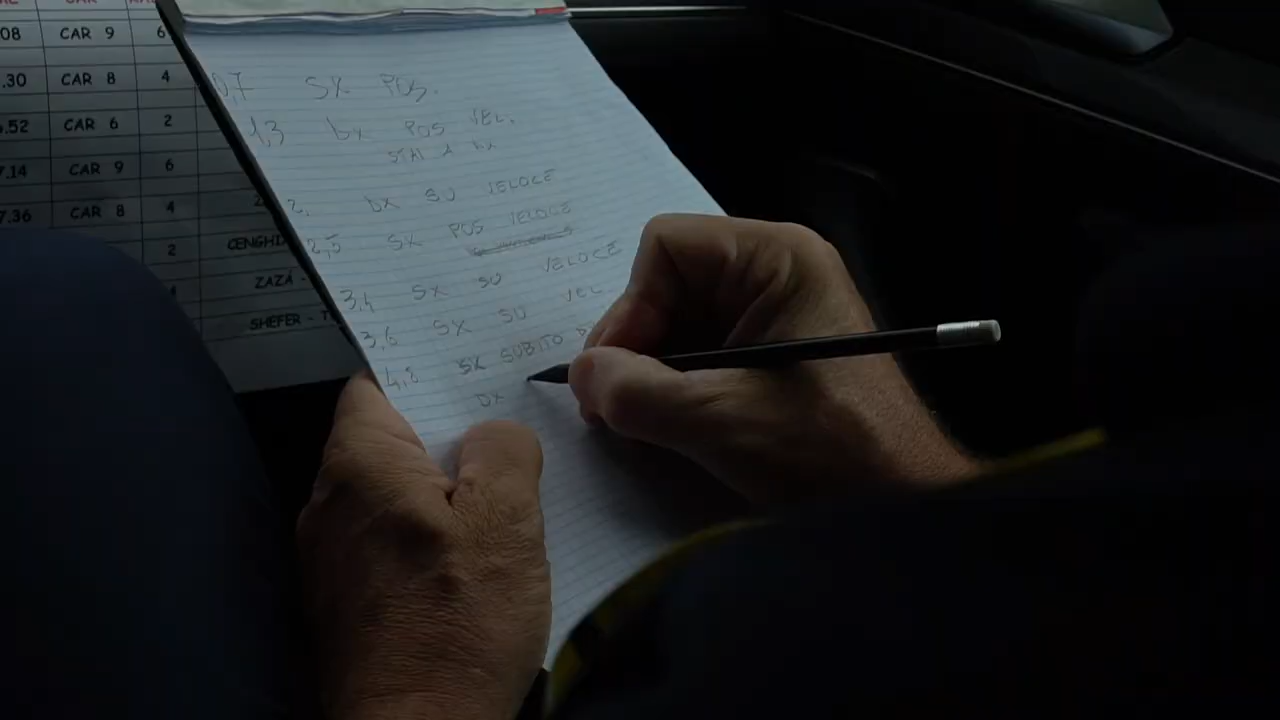 CAR
.08 CAR 9 6
.30 CAR 8 4
.52 CAR 6 2
7.14 CAR 9 6
7.36 CAR 8 4
2
CENGHI
ZAZÁ -
SHEFER - T
0,7 SX POS.
1,3 DX POS VEL.
STAI A DX
2. DX SU VELOCE
2,5 SX POS VELOCE
3,4 SX SU VELOCE
3,6 SX SU VEL
4,8 SX SUBITO
DX